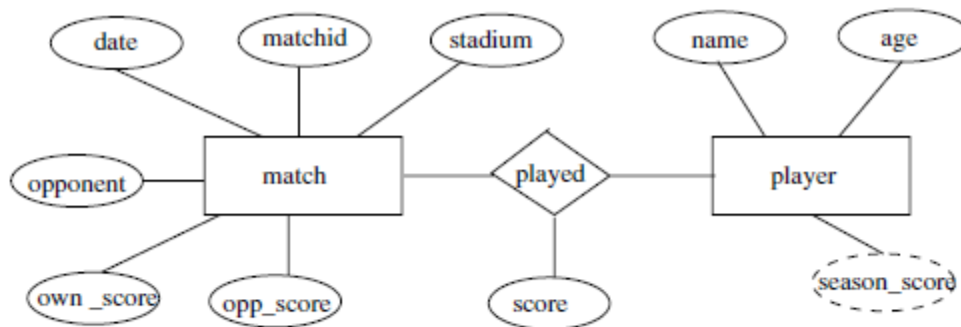 date
matchid
stadium
name
age
opponent
match
played
player
own _score
opp_score
score
season_score